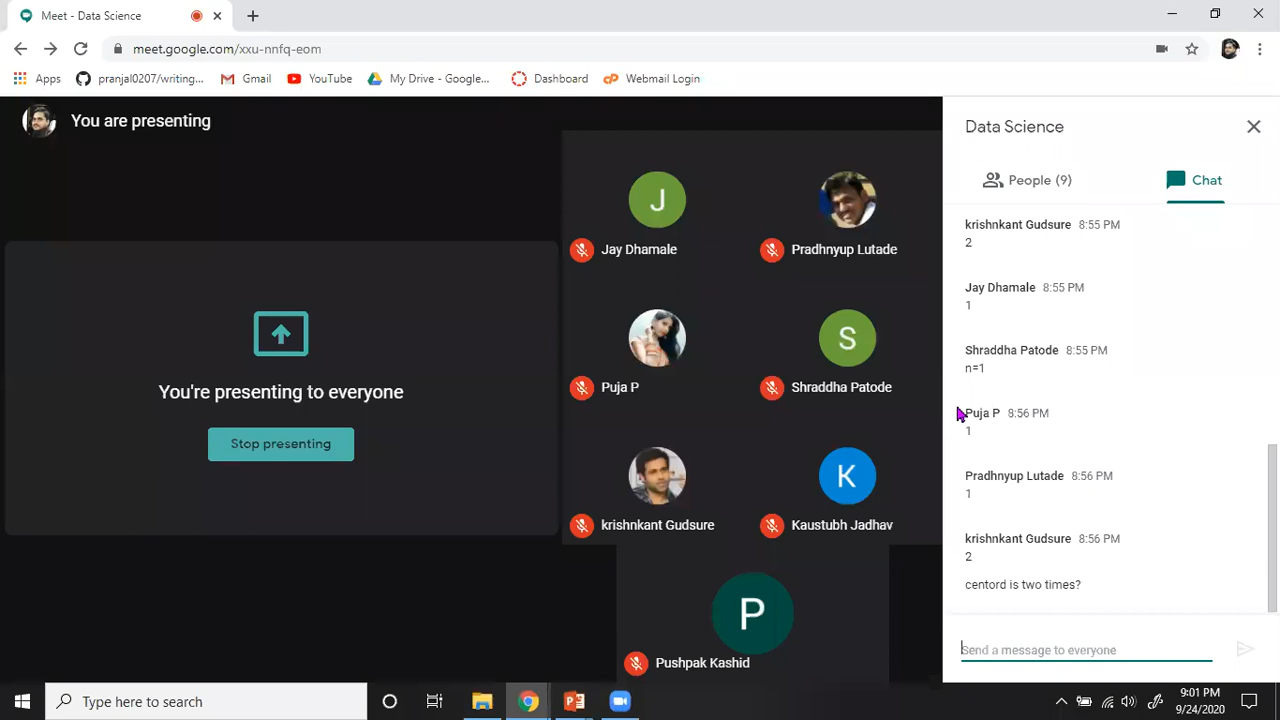 Meet - Data Science
meet.google.com/xxu-nnfq-eom
Apps
pranjal0207/writing...
Gmail
YouTube
My Drive - Google...
Dashboard
Webmail Login
You are presenting
You're presenting to everyone
Stop presenting
J
Jay Dhamale
Pradhnyup Lutade
Puja P
S
Shraddha Patode
krishnkant Gudsure
K
Kaustubh Jadhav
P
Pushpak Kashid
Data Science
People (9)
Chat
krishnkant Gudsure 8:55 PM
2
Jay Dhamale 8:55 PM
1
Shraddha Patode 8:55 PM
n=1
Puja P 8:56 PM
1
Pradhnyup Lutade 8:56 PM
1
krishnkant Gudsure 8:56 PM
2
centord is two times?
Send a message to everyone
Type here to search
9:01 PM
9/24/2020